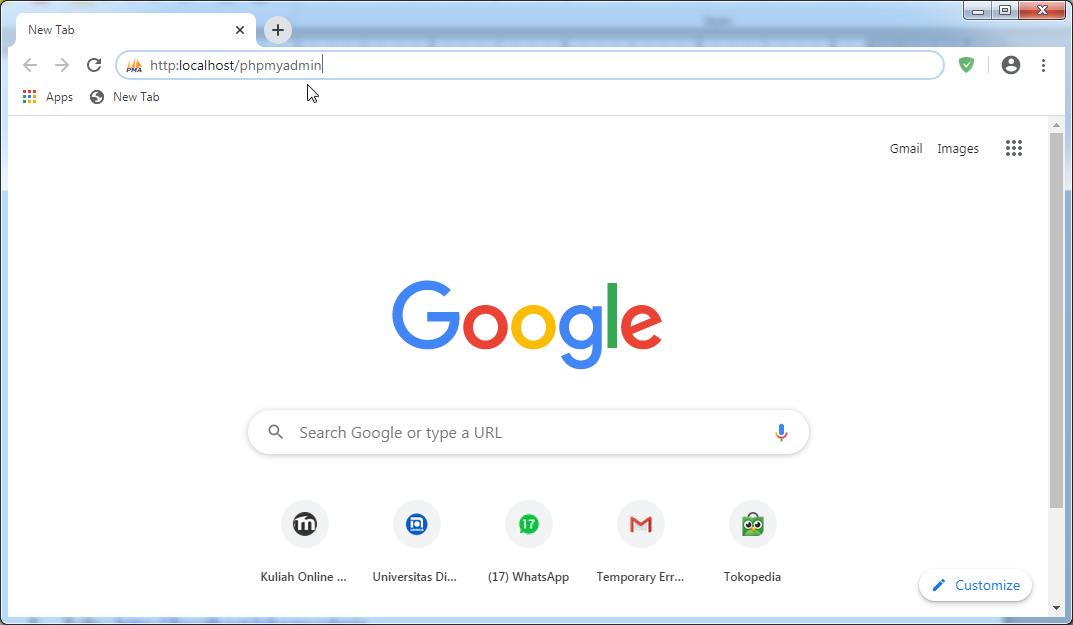 New Tab
http:localhost/phpmyadmin
Apps New Tab
Gmail Images
Google
Search Google or type a URL
17
Kuliah Online ... Universitas Di... (17) WhatsApp Temporary Err... Tokopedia
Customize